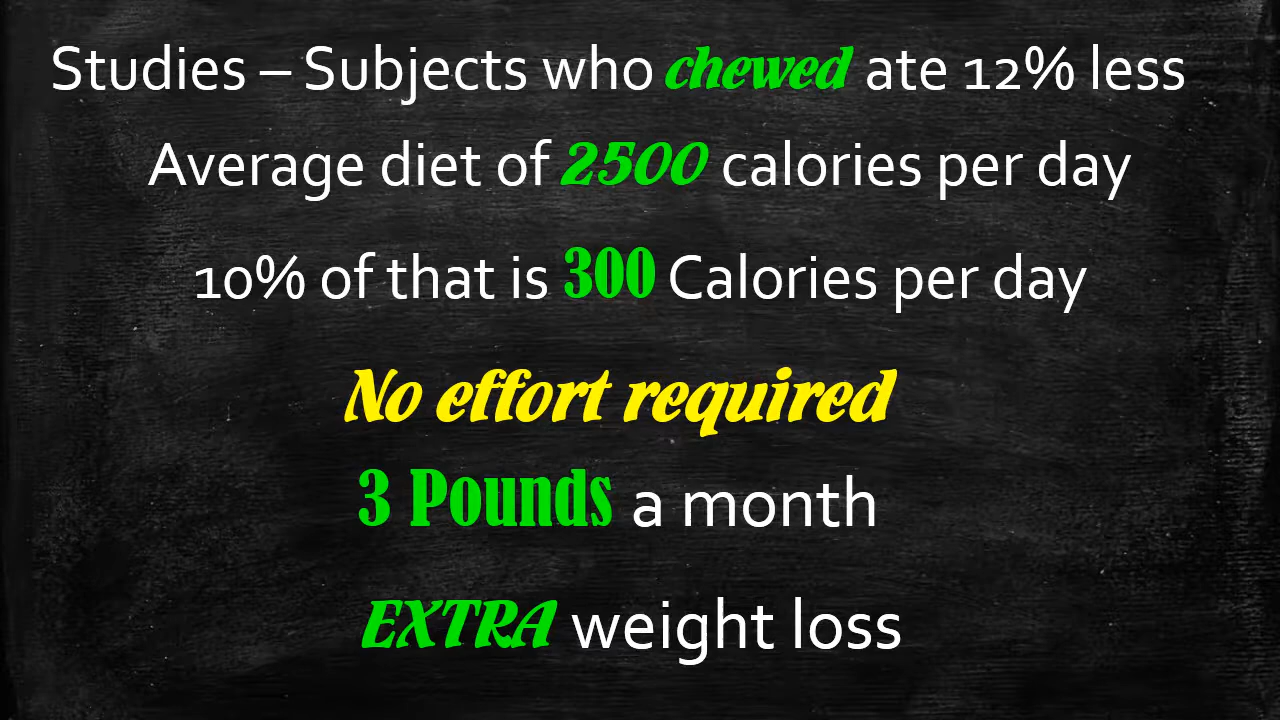 Studies – Subjects who chewed ate 12% less
Average diet of 2500 calories per day
10% of that is 300 Calories per day
No effort required
3 Pounds a month
EXTRA weight loss